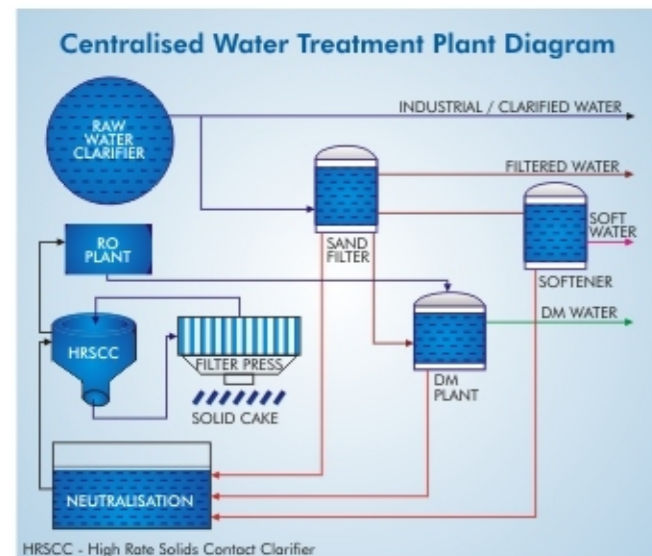 Centralised Water Treatment Plant Diagram
RAW
WATER
CLARIFIER
INDUSTRIAL / CLARIFIED WATER
FILTERED WATER
SAND
FILTER
SOFT
WATER
SOFTENER
RO
PLANT
DM WATER
HRSCC
FILTER PRESS
DM
PLANT
SOLID CAKE
NEUTRALISATION
HRSCC - High Rate Solids Contact Clarifier